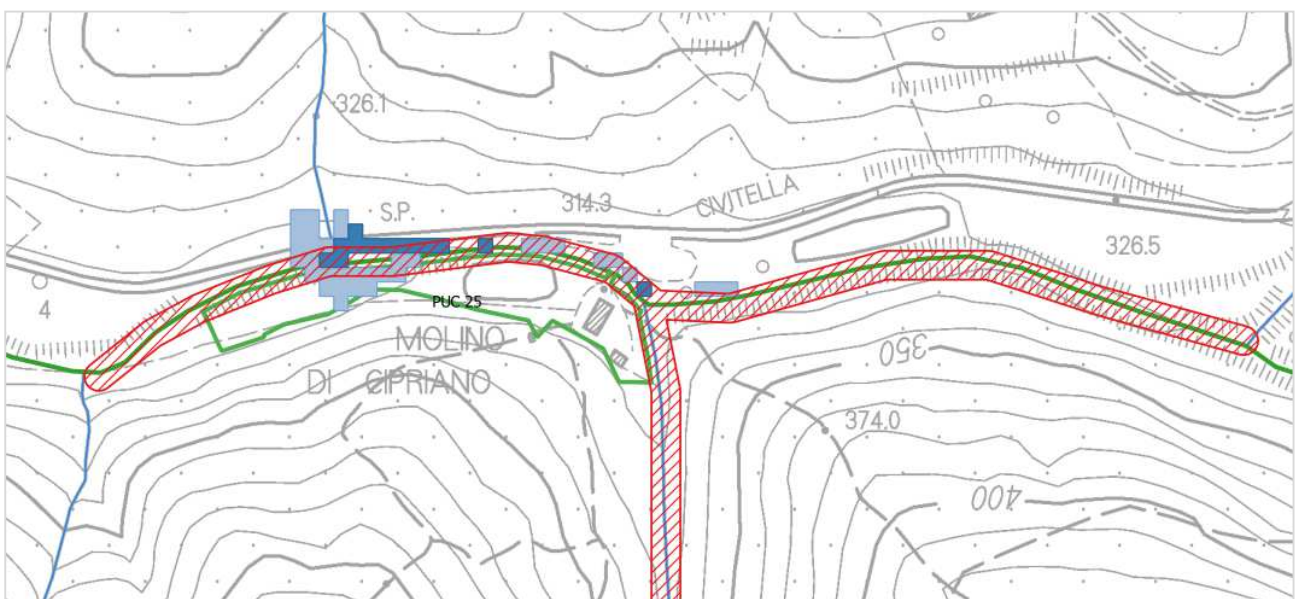 326.1
S.P.
314.3
CIVITELLA
326.5
4
PUC 25
MOLINO
DI CIPRIANO
350
374.0
400